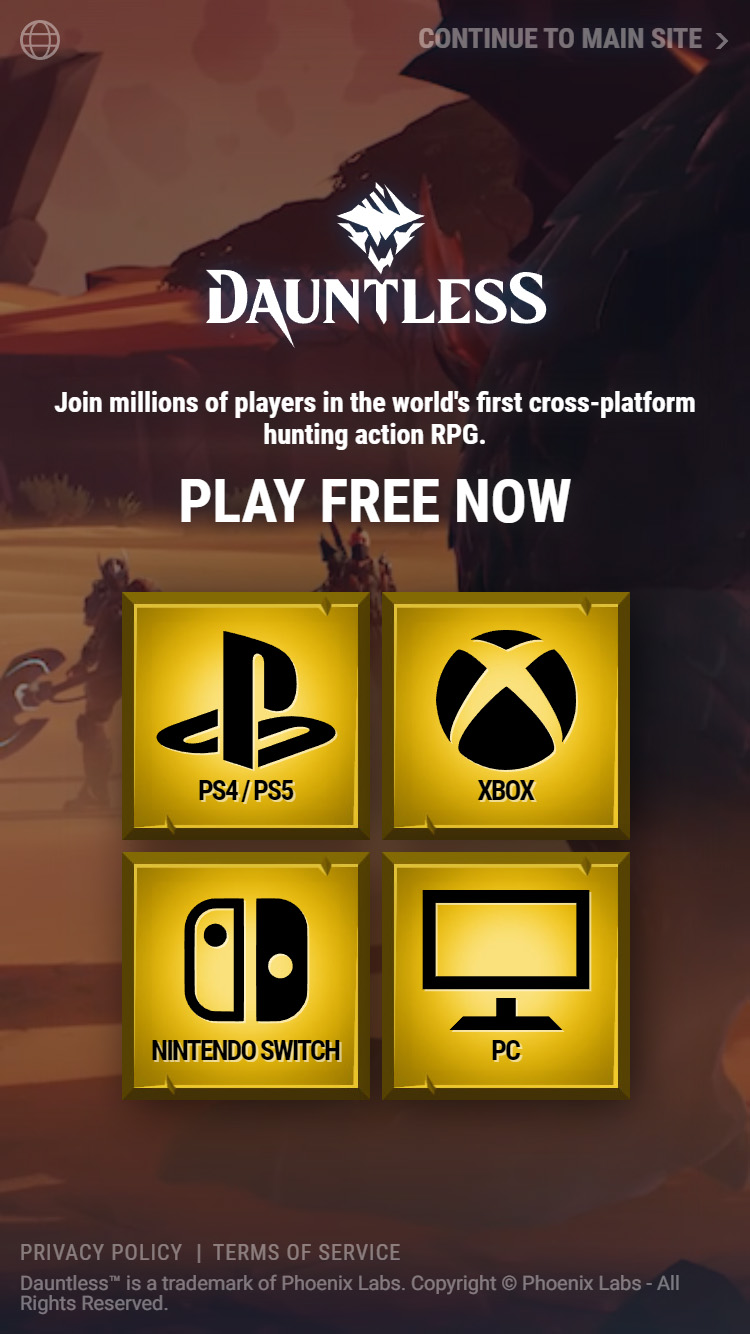 CONTINUE TO MAIN SITE
DAUNTLESS
Join millions of players in the world's first cross-platform
hunting action RPG.
PLAY FREE NOW
PS4 / PS5
XBOX
NINTENDO SWITCH
PC
PRIVACY POLICY | TERMS OF SERVICE
Dauntless™ is a trademark of Phoenix Labs. Copyright © Phoenix Labs - All
Rights Reserved.